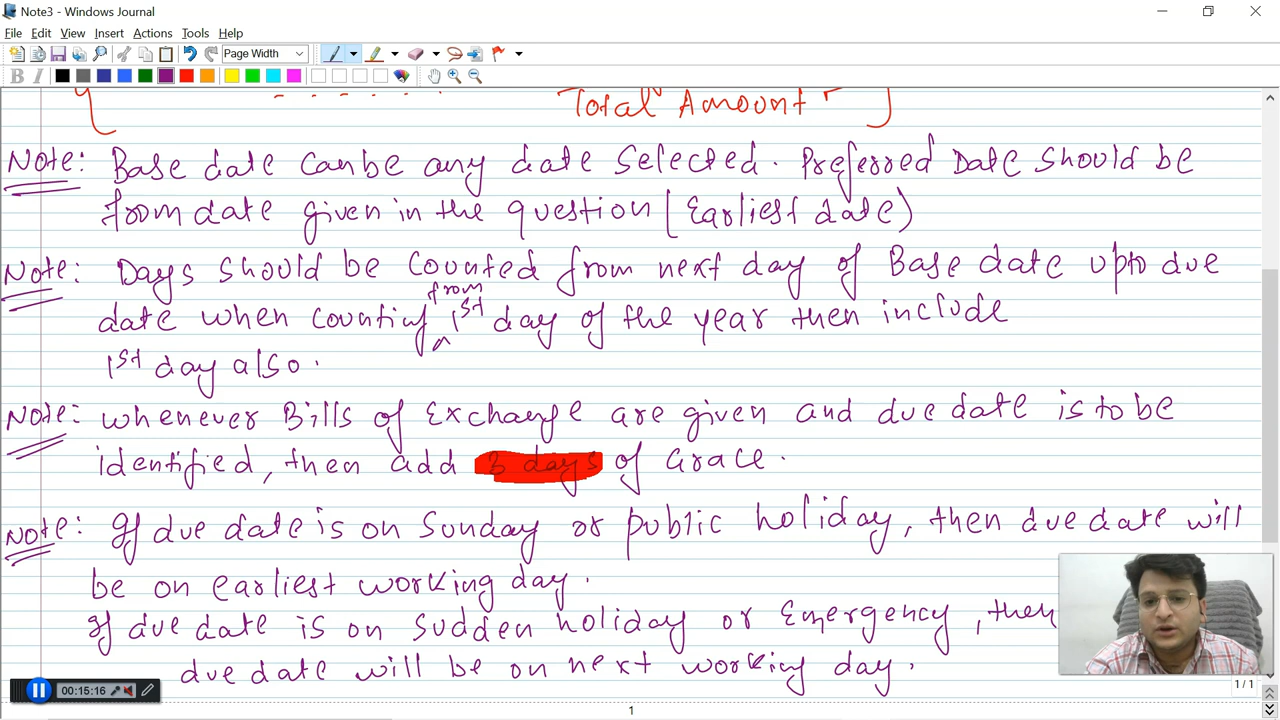 Note3 - Windows Journal
File Edit View Insert Actions Tools Help
Page Width
B I
Total Amount
Note: Base date can be any date selected. Preferred Date should be
from date given in the question (Earliest date)
Note: Days should be counted from next day of Base date upto due
from
date when counting 1st day of the year then include
1st day also.
Note: whenever Bills of Exchange are given and due date is to be
identified, then add 3 days of Grace.
Note: If due date is on Sunday or public holiday, then due date will
be on earliest working day.
If due date is on Sudden holiday or Emergency, then
due date will be on next working day.
00:15:16
1 / 1
1